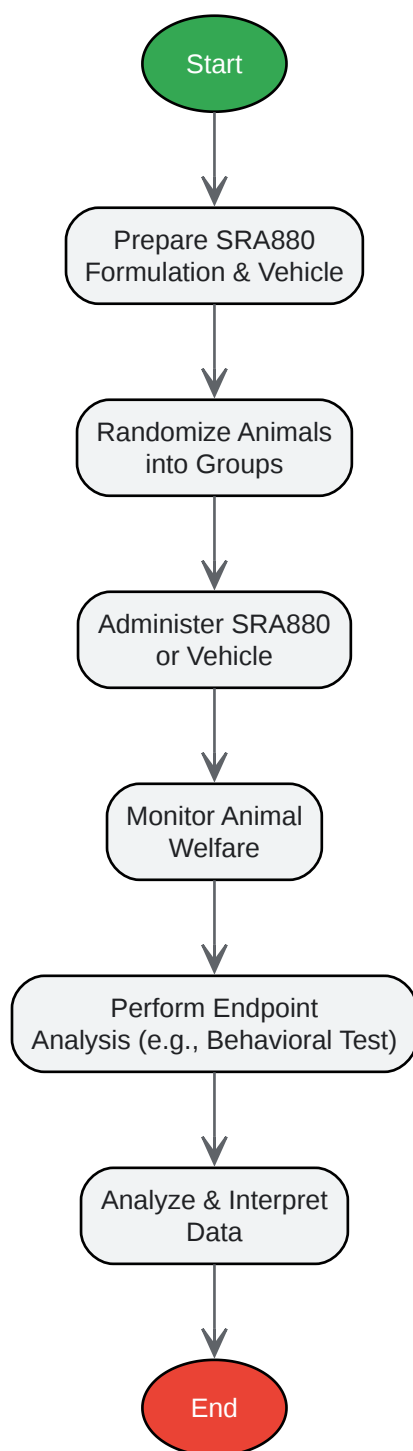 Start
Prepare SRA880
Formulation & Vehicle
Randomize Animals
into Groups
Administer SRA880
or Vehicle
Monitor Animal
Welfare
Perform Endpoint
Analysis (e.g., Behavioral Test)
Analyze & Interpret
Data
End